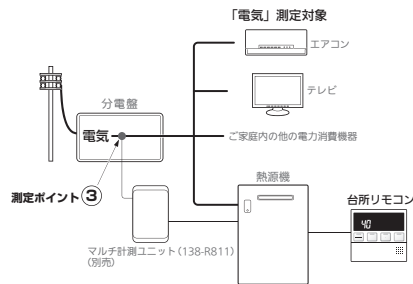 「電気」測定対象
エアコン
テレビ
分電盤
電気
ご家庭内の他の電力消費機器
測定ポイント③
熱源機
台所リモコン
40
マルチ計測ユニット(138-R811)
(別売)